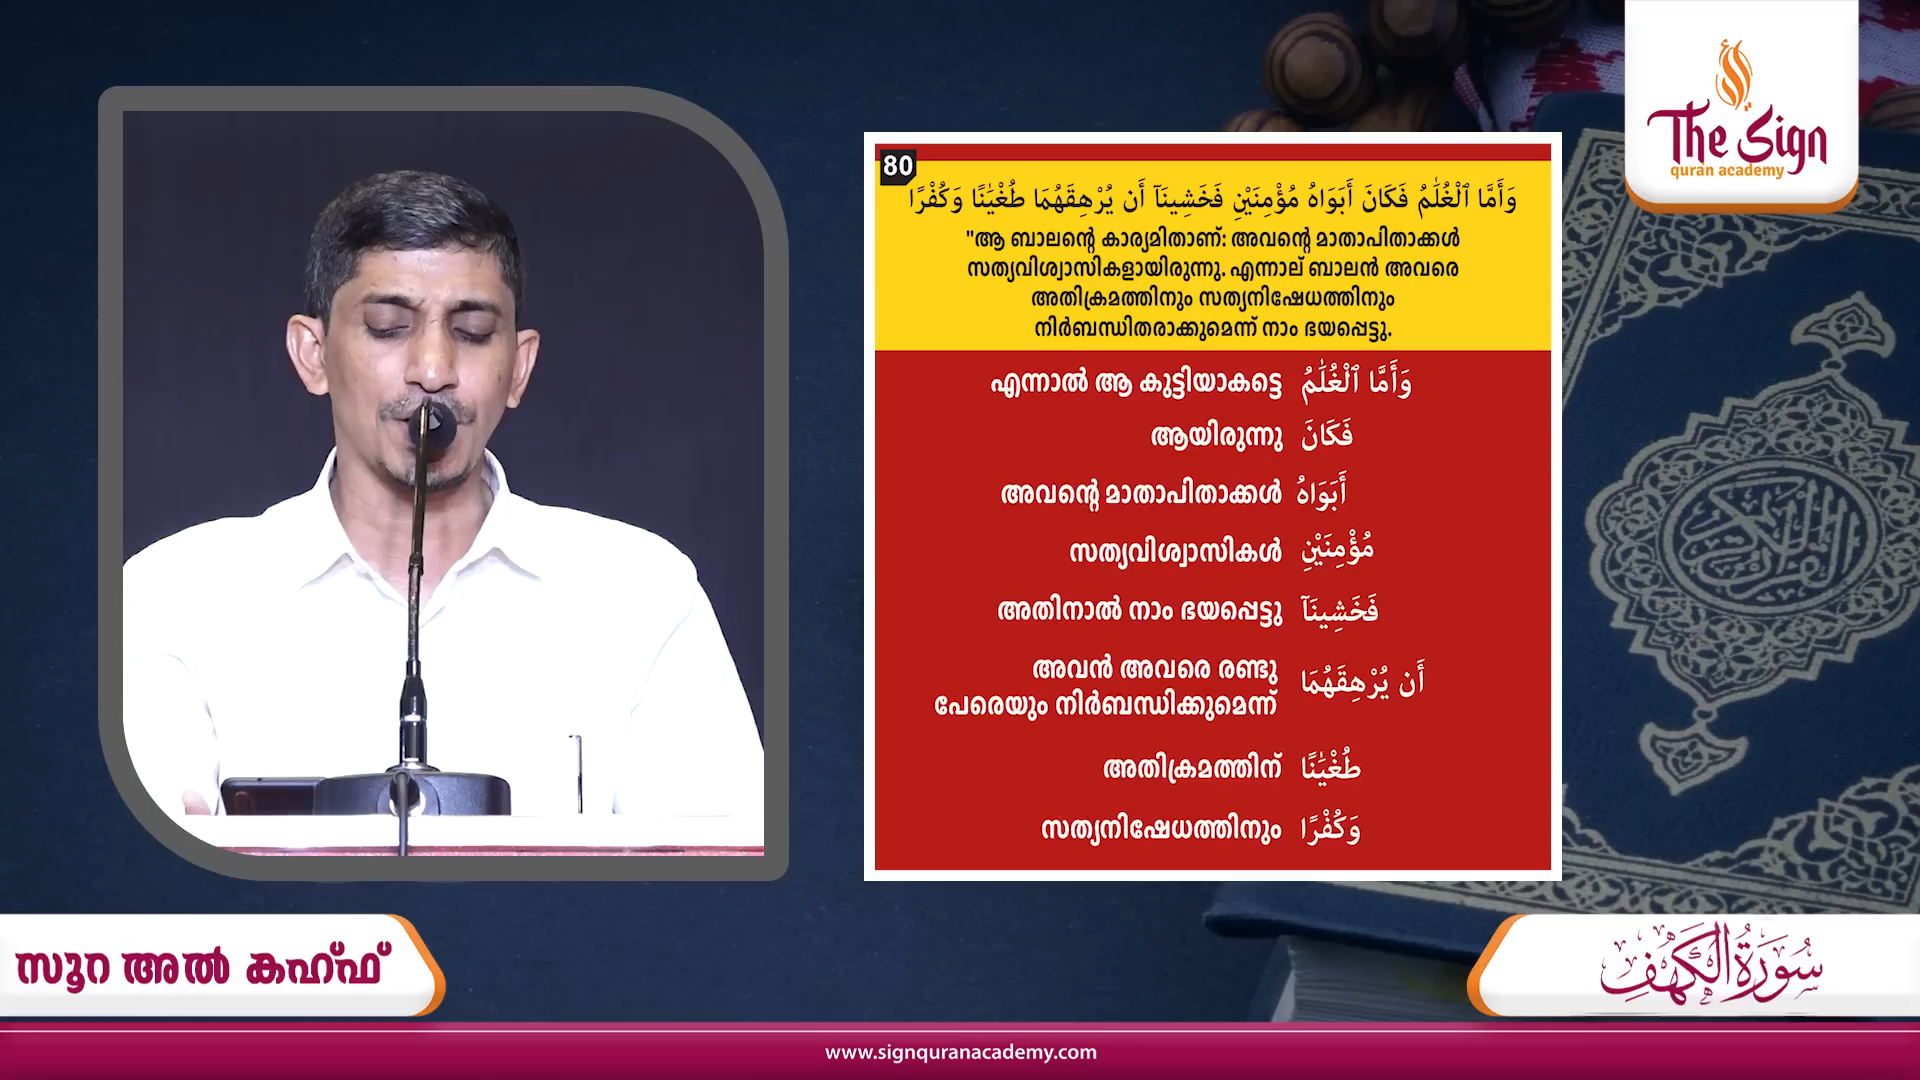 The Sign
quran academy
80
وَأَمَّا ٱلْغُلَٰمُ فَكَانَ أَبَوَاهُ مُؤْمِنَيْنِ فَخَشِينَآ أَن يُرْهِقَهُمَا طُغْيَٰنًا وَكُفْرًا
"ആ ബാലന്റെ കാര്യമിതാണ്: അവന്റെ മാതാപിതാക്കൾ
സത്യവിശ്വാസികളായിരുന്നു. എന്നാല് ബാലൻ അവരെ
അതിക്രമത്തിനും സത്യനിഷേധത്തിനും
നിർബന്ധിതരാക്കുമെന്ന് നാം ഭയപ്പെട്ടു.
എന്നാൽ ആ കുട്ടിയാകട്ടെ وَأَمَّا ٱلْغُلَٰمُ
ആയിരുന്നു فَكَانَ
അവന്റെ മാതാപിതാക്കൾ أَبَوَاهُ
സത്യവിശ്വാസികൾ مُؤْمِنَيْنِ
അതിനാൽ നാം ഭയപ്പെട്ടു فَخَشِينَآ
അവൻ അവരെ രണ്ടു
പേരെയും നിർബന്ധിക്കുമെന്ന് أَن يُرْهِقَهُمَا
അതിക്രമത്തിന് طُغْيَٰنًا
സത്യനിഷേധത്തിനും وَكُفْرًا
സൂറ അൽ കഹ്ഫ്
سُورَةُ الكَهْفِ
www.signquranacademy.com